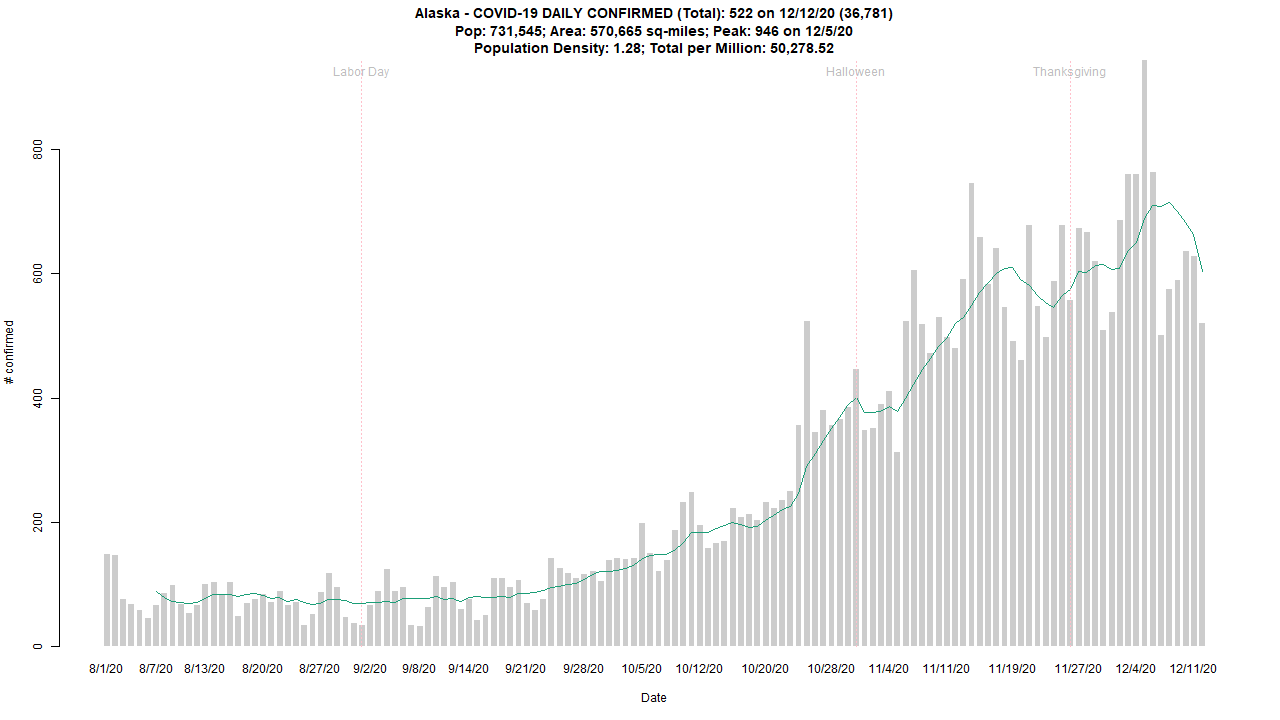 Alaska - COVID-19 DAILY CONFIRMED (Total): 522 on 12/12/20 (36,781)
Pop: 731,545; Area: 570,665 sq-miles; Peak: 946 on 12/5/20
Population Density: 1.28; Total per Million: 50,278.52
Labor Day Halloween Thanksgiving
800
600
400
200
0
# confirmed
8/1/20 8/7/20 8/13/20 8/20/20 8/27/20 9/2/20 9/8/20 9/14/20 9/21/20 9/28/20 10/5/20 10/12/20 10/20/20 10/28/20 11/4/20 11/11/20 11/19/20 11/27/20 12/4/20 12/11/20
Date